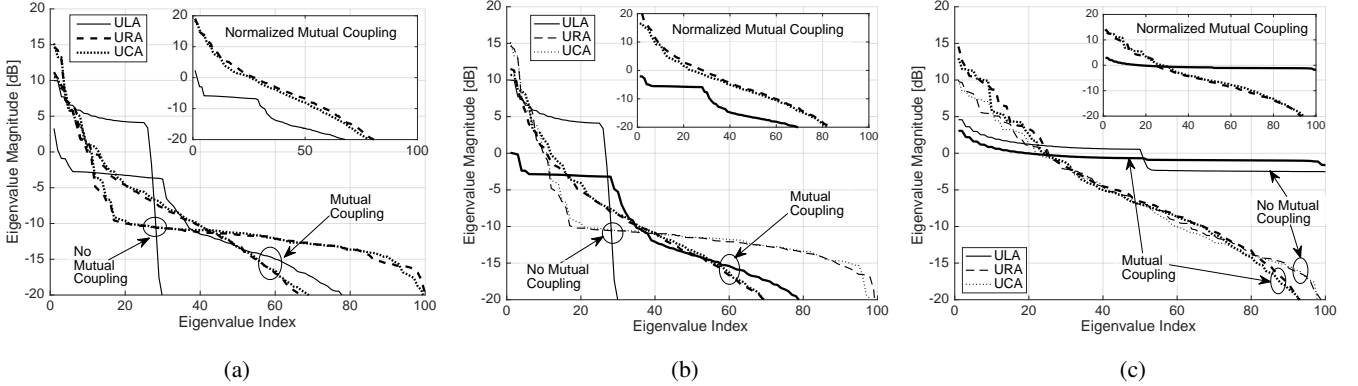 Normalized Mutual Coupling
ULA
URA
UCA
20
15
10
5
0
-5
-10
-15
-20
20
10
0
-10
-20
0
50
100
Mutual
Coupling
No
Mutual
Coupling
0
20
40
60
80
100
Eigenvalue Index
Eigenvalue Magnitude [dB]
(a)
Normalized Mutual Coupling
ULA
URA
UCA
20
15
10
5
0
-5
-10
-15
-20
20
10
0
-10
-20
0
20
40
60
80
100
Mutual
Coupling
No Mutual
Coupling
0
20
40
60
80
100
Eigenvalue Index
Eigenvalue Magnitude [dB]
(b)
Normalized Mutual Coupling
20
15
10
5
0
-5
-10
-15
-20
20
10
0
-10
-20
0
20
40
60
80
100
No Mutual
Coupling
Mutual
Coupling
ULA
URA
UCA
0
20
40
60
80
100
Eigenvalue Index
Eigenvalue Magnitude [dB]
(c)